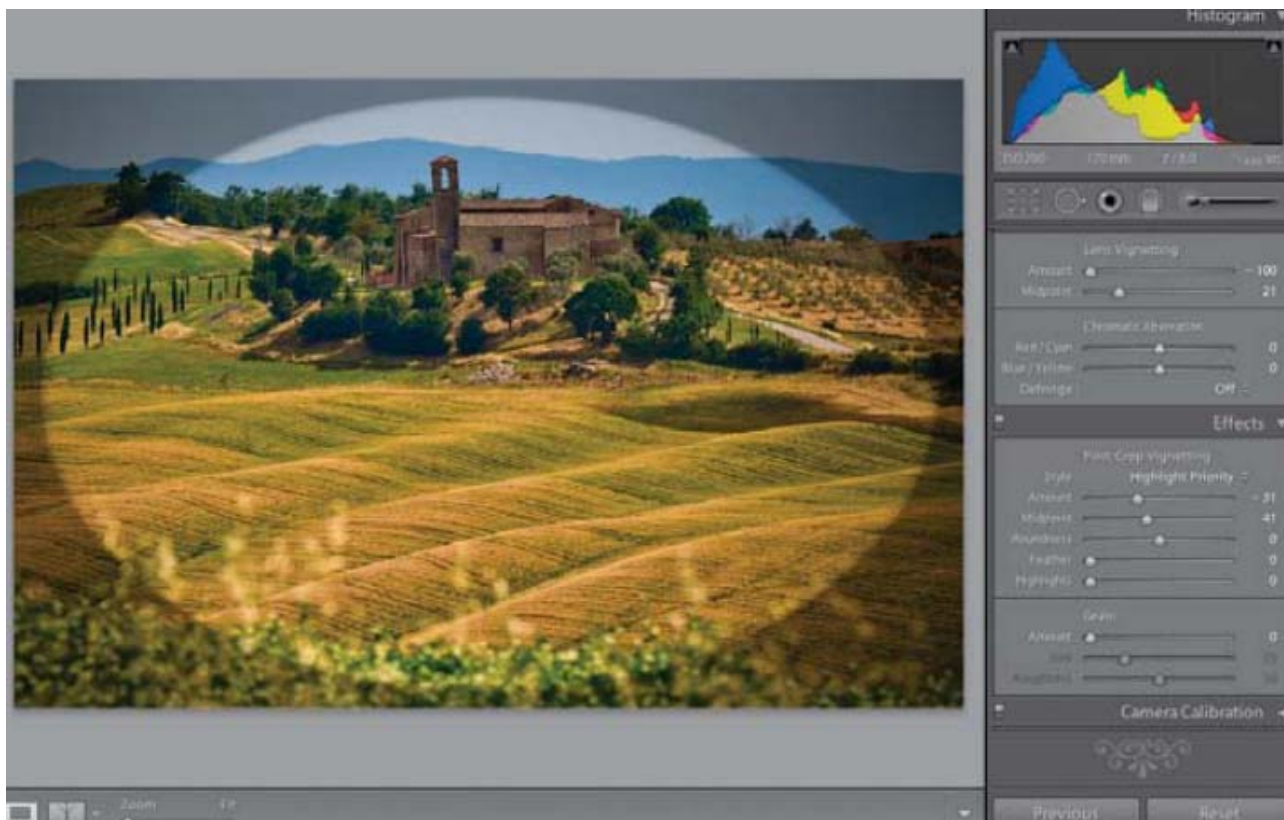 Histogram
ISO 200 170 mm f / 8.0
Lens Vignetting
Amount - 100
Midpoint 21
Chromatic Aberration
Red / Cyan 0
Blue / Yellow 0
Defringe Off
Effects
Post-Crop Vignetting
Style Highlight Priority
Amount - 31
Midpoint 41
Roundness 0
Feather 0
Highlights 0
Grain
Amount 0
Size
Roughness
Camera Calibration
Zoom Fit
Previous Reset